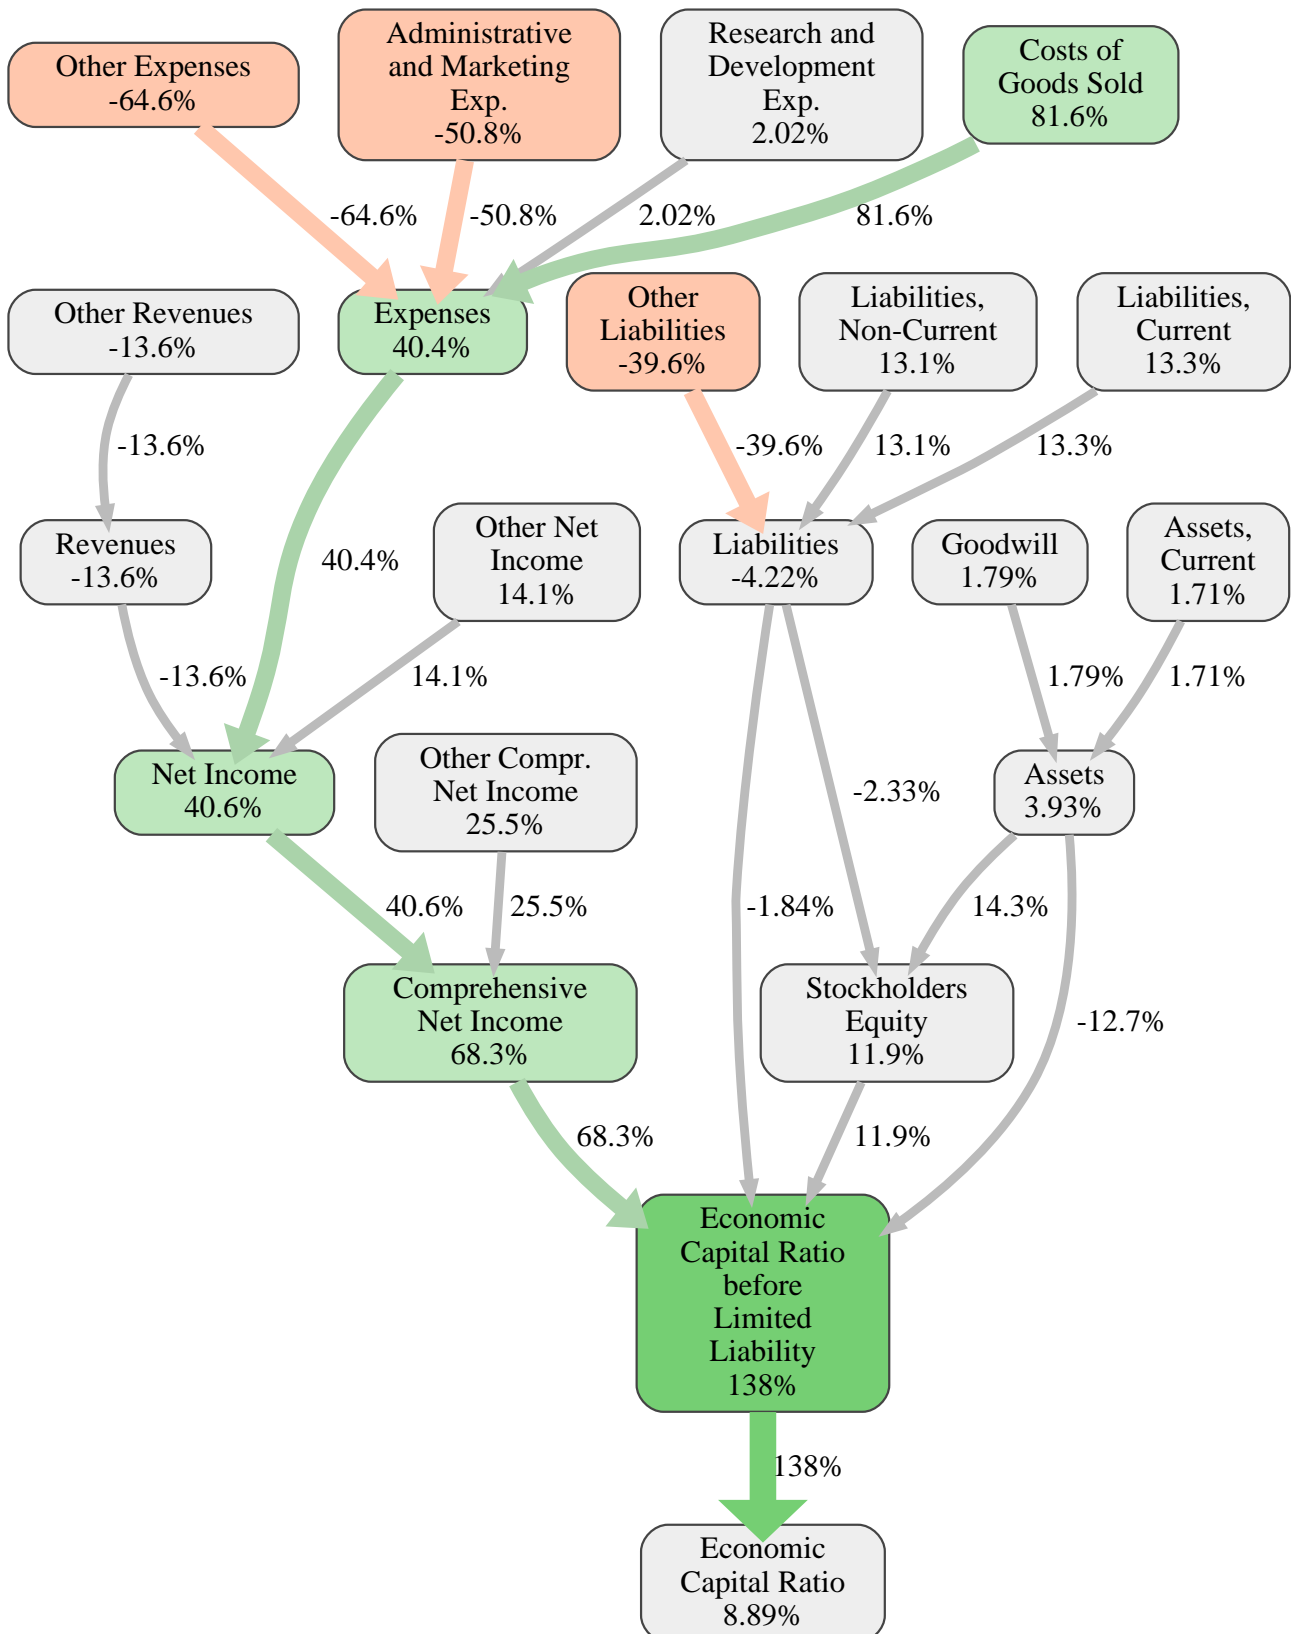 Other Expenses
-64.6%
Administrative
and Marketing
Exp.
-50.8%
Research and
Development
Exp.
2.02%
Costs of
Goods Sold
81.6%
-64.6%
-50.8%
2.02%
81.6%
Other Revenues
-13.6%
Expenses
40.4%
Other
Liabilities
-39.6%
Liabilities,
Non-Current
13.1%
Liabilities,
Current
13.3%
-13.6%
-39.6%
13.1%
13.3%
Revenues
-13.6%
40.4%
Other Net
Income
14.1%
Liabilities
-4.22%
Goodwill
1.79%
Assets,
Current
1.71%
-13.6%
14.1%
1.79%
1.71%
Net Income
40.6%
Other Compr.
Net Income
25.5%
-2.33%
Assets
3.93%
40.6%
25.5%
-1.84%
14.3%
Comprehensive
Net Income
68.3%
Stockholders
Equity
11.9%
-12.7%
68.3%
11.9%
Economic
Capital Ratio
before
Limited
Liability
138%
138%
Economic
Capital Ratio
8.89%